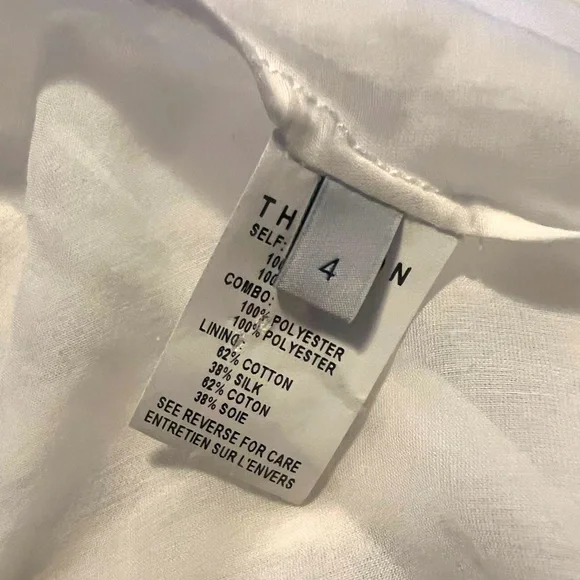 TH
N
SELF:
4
COMBO:
100% POLYESTER
100% POLYESTER
LINING:
62% COTTON
38% SILK
62% COTON
38% SOIE
SEE REVERSE FOR CARE
ENTRETIEN SUR L'ENVERS